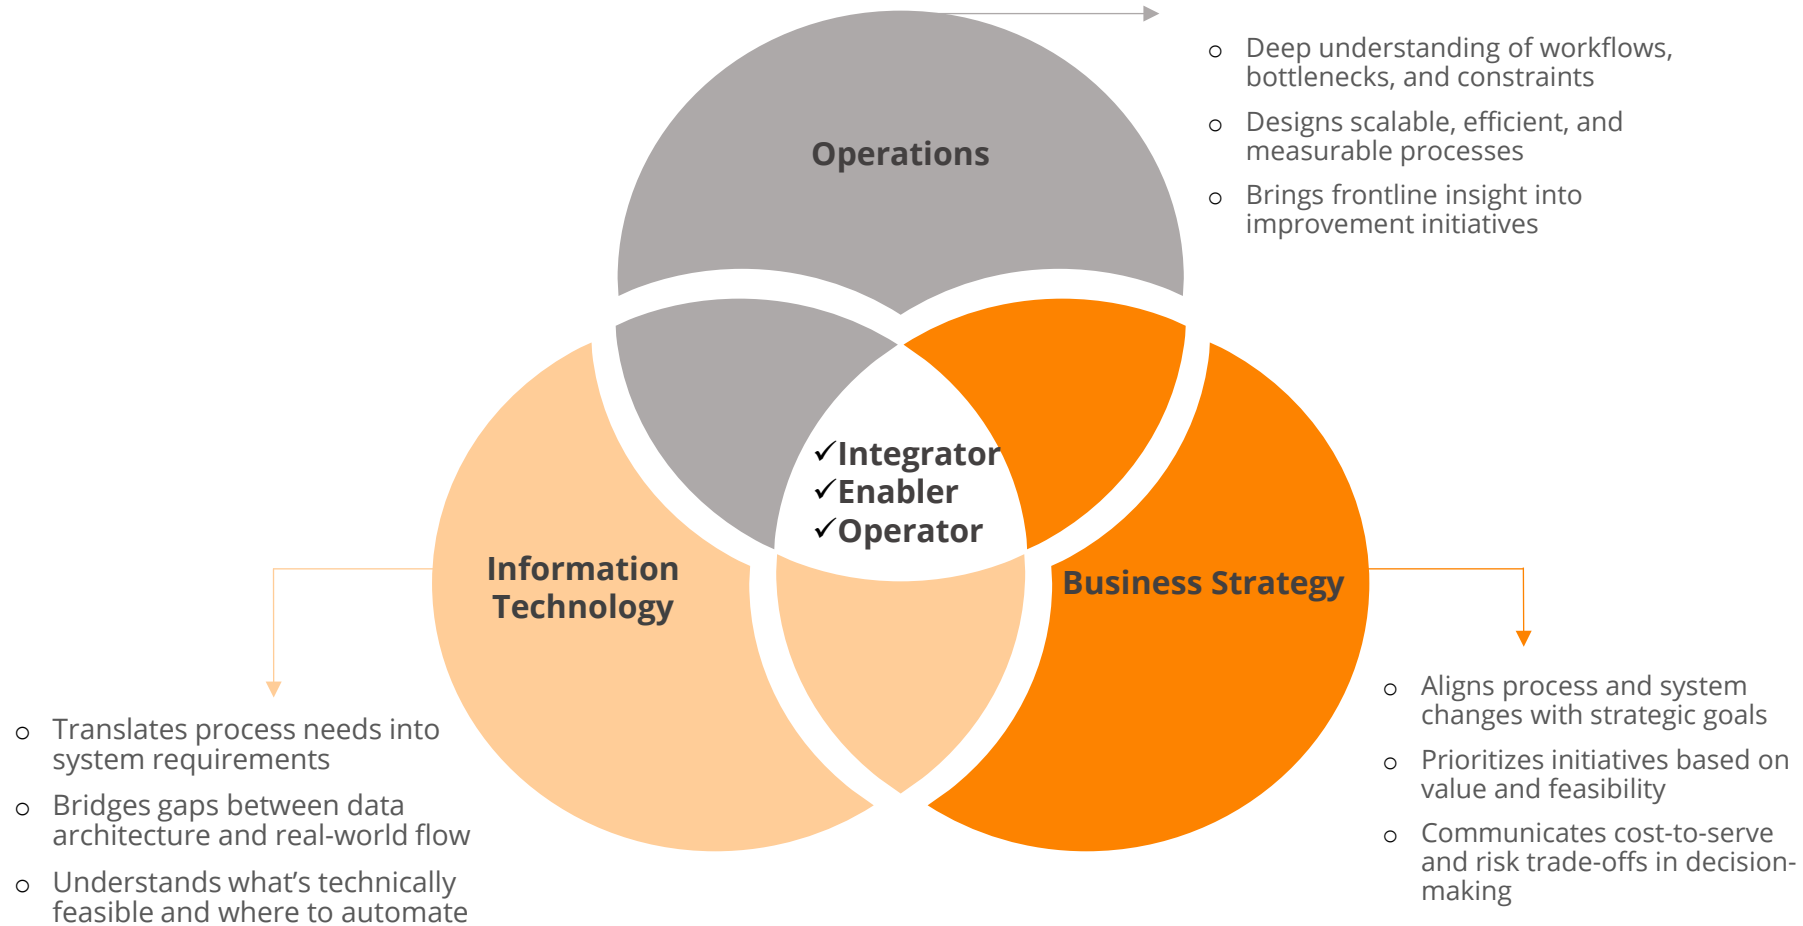 ○ Deep understanding of workflows,
bottlenecks, and constraints
○ Designs scalable, efficient, and
measurable processes
○ Brings frontline insight into
improvement initiatives
Operations
✓Integrator
✓Enabler
✓Operator
Information
Technology
Business Strategy
○ Translates process needs into
system requirements
○ Bridges gaps between data
architecture and real-world flow
○ Understands what’s technically
feasible and where to automate
○ Aligns process and system
changes with strategic goals
○ Prioritizes initiatives based on
value and feasibility
○ Communicates cost-to-serve
and risk trade-offs in decision-
making